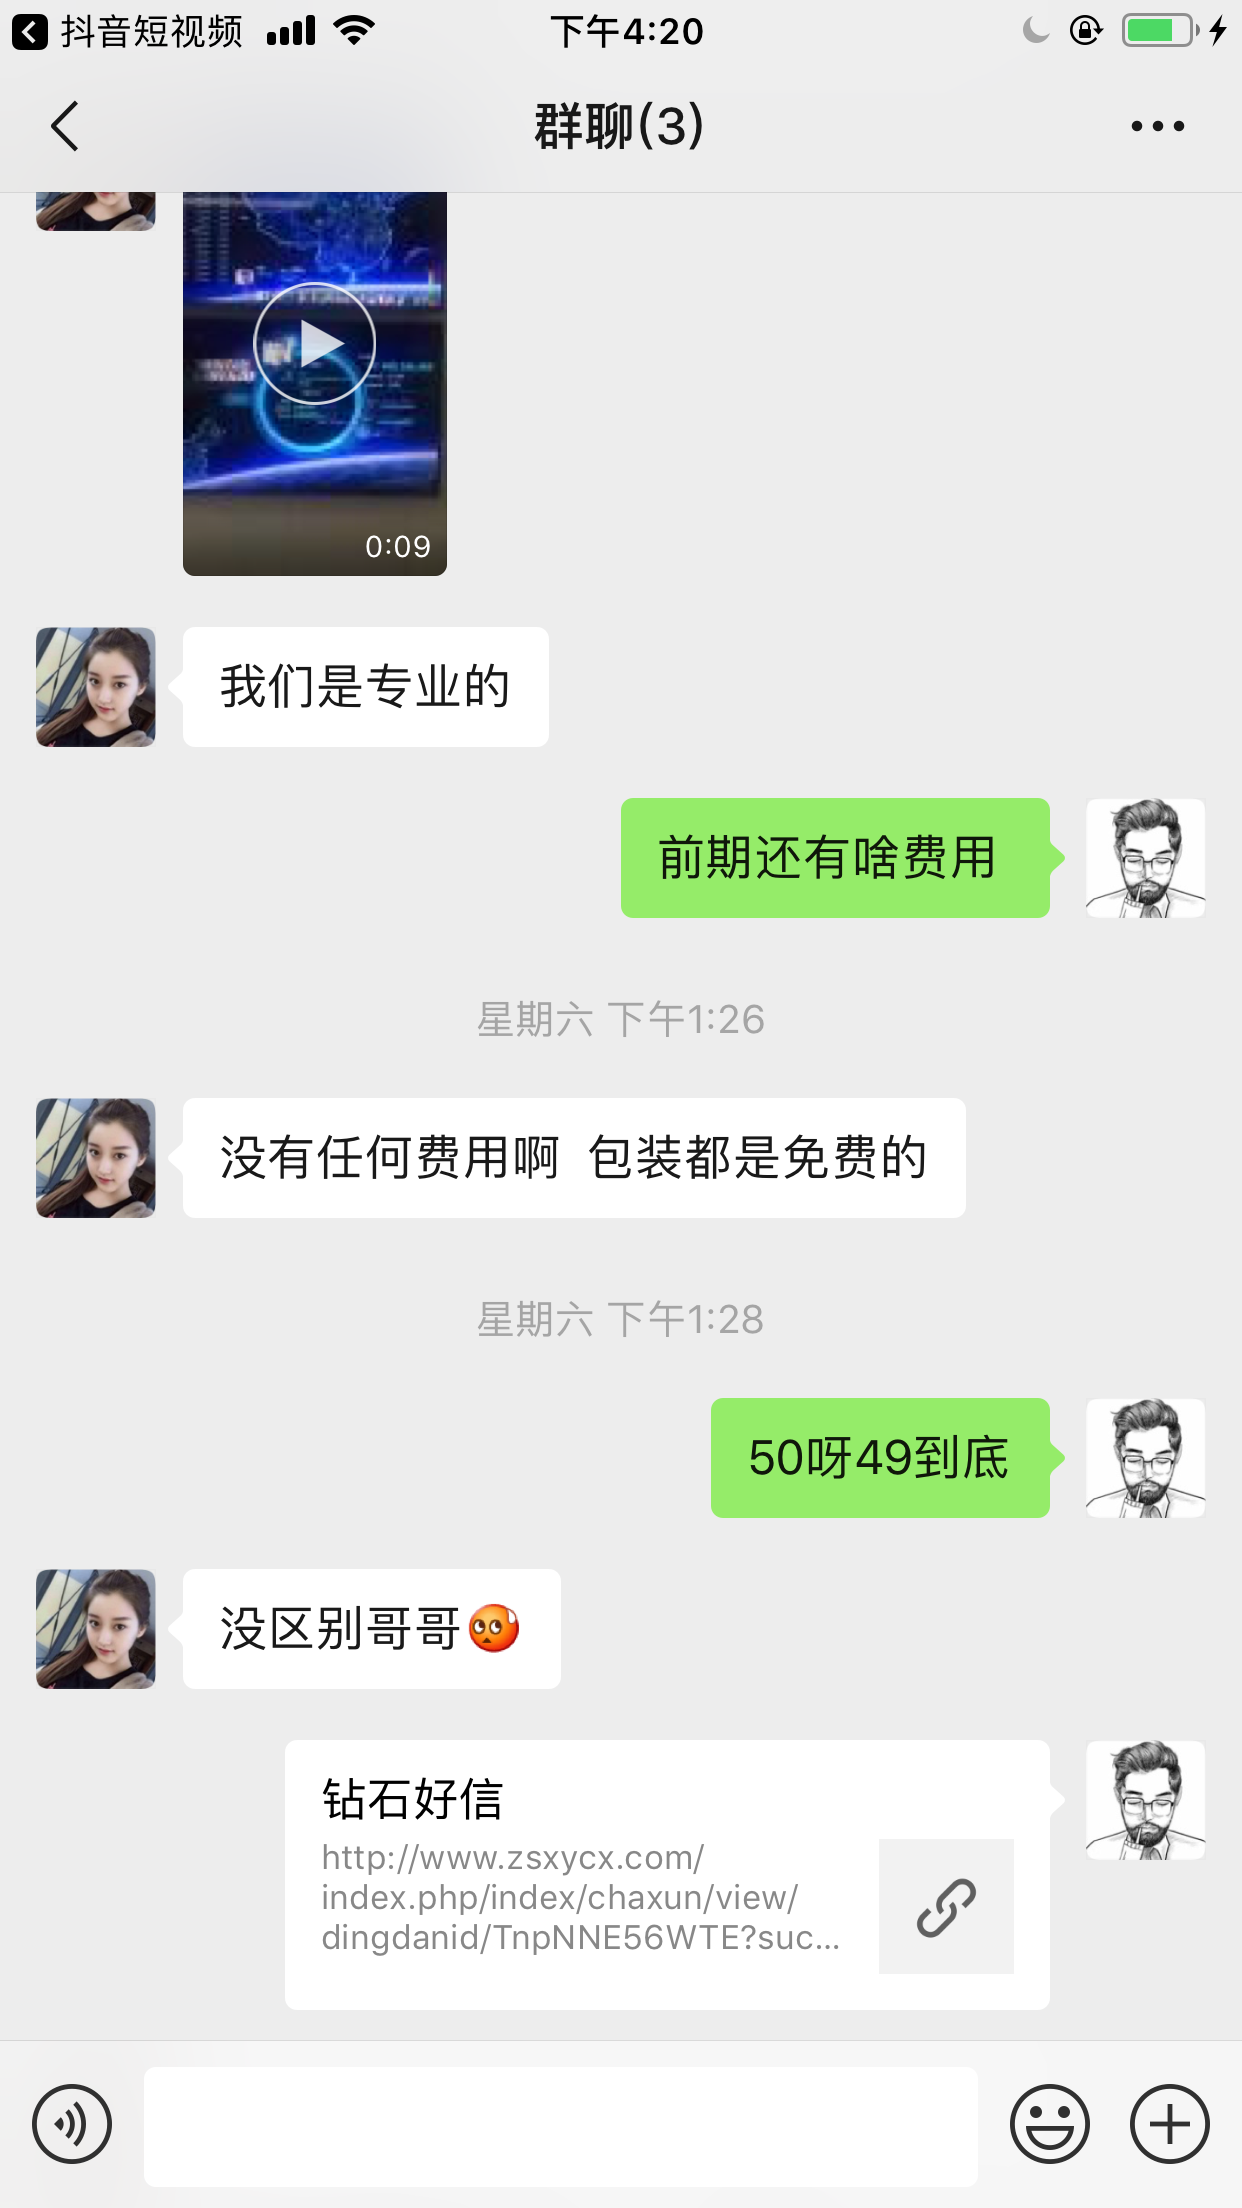 抖音短视频
下午4:20
群聊(3)
0:09
我们是专业的
前期还有啥费用
星期六 下午1:26
没有任何费用啊 包装都是免费的
星期六 下午1:28
50呀49到底
没区别哥哥
钻石好信
http://www.zsxycx.com/
index.php/index/chaxun/view/
dingdanid/TnpNNE56WTE?suc...